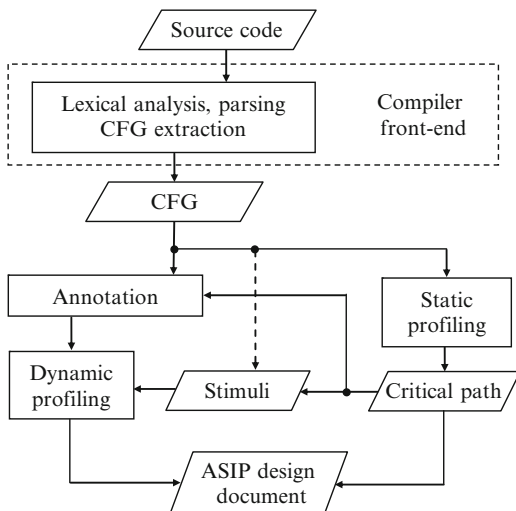 Source code
Lexical analysis, parsing
CFG extraction
Compiler
front-end
CFG
Annotation
Static
profiling
Dynamic
profiling
Stimuli
Critical path
ASIP design
document